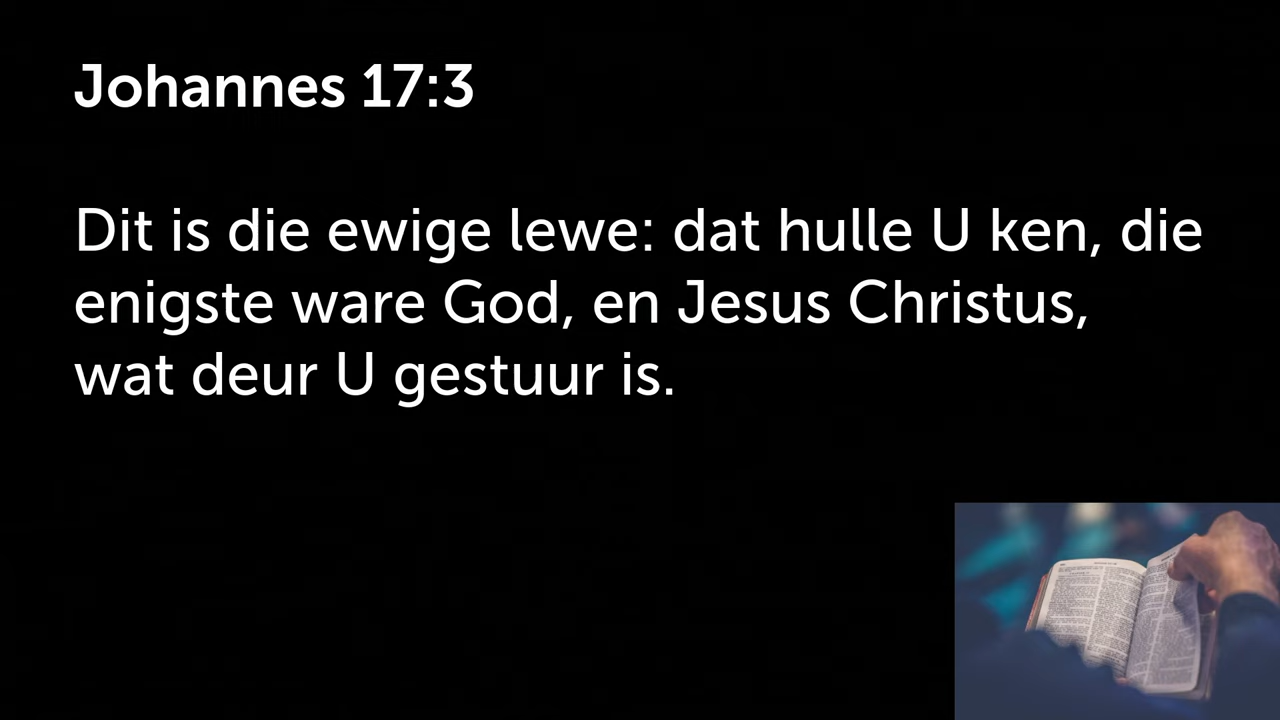 Johannes 17:3
Dit is die ewige lewe: dat hulle U ken, die
enigste ware God, en Jesus Christus,
wat deur U gestuur is.